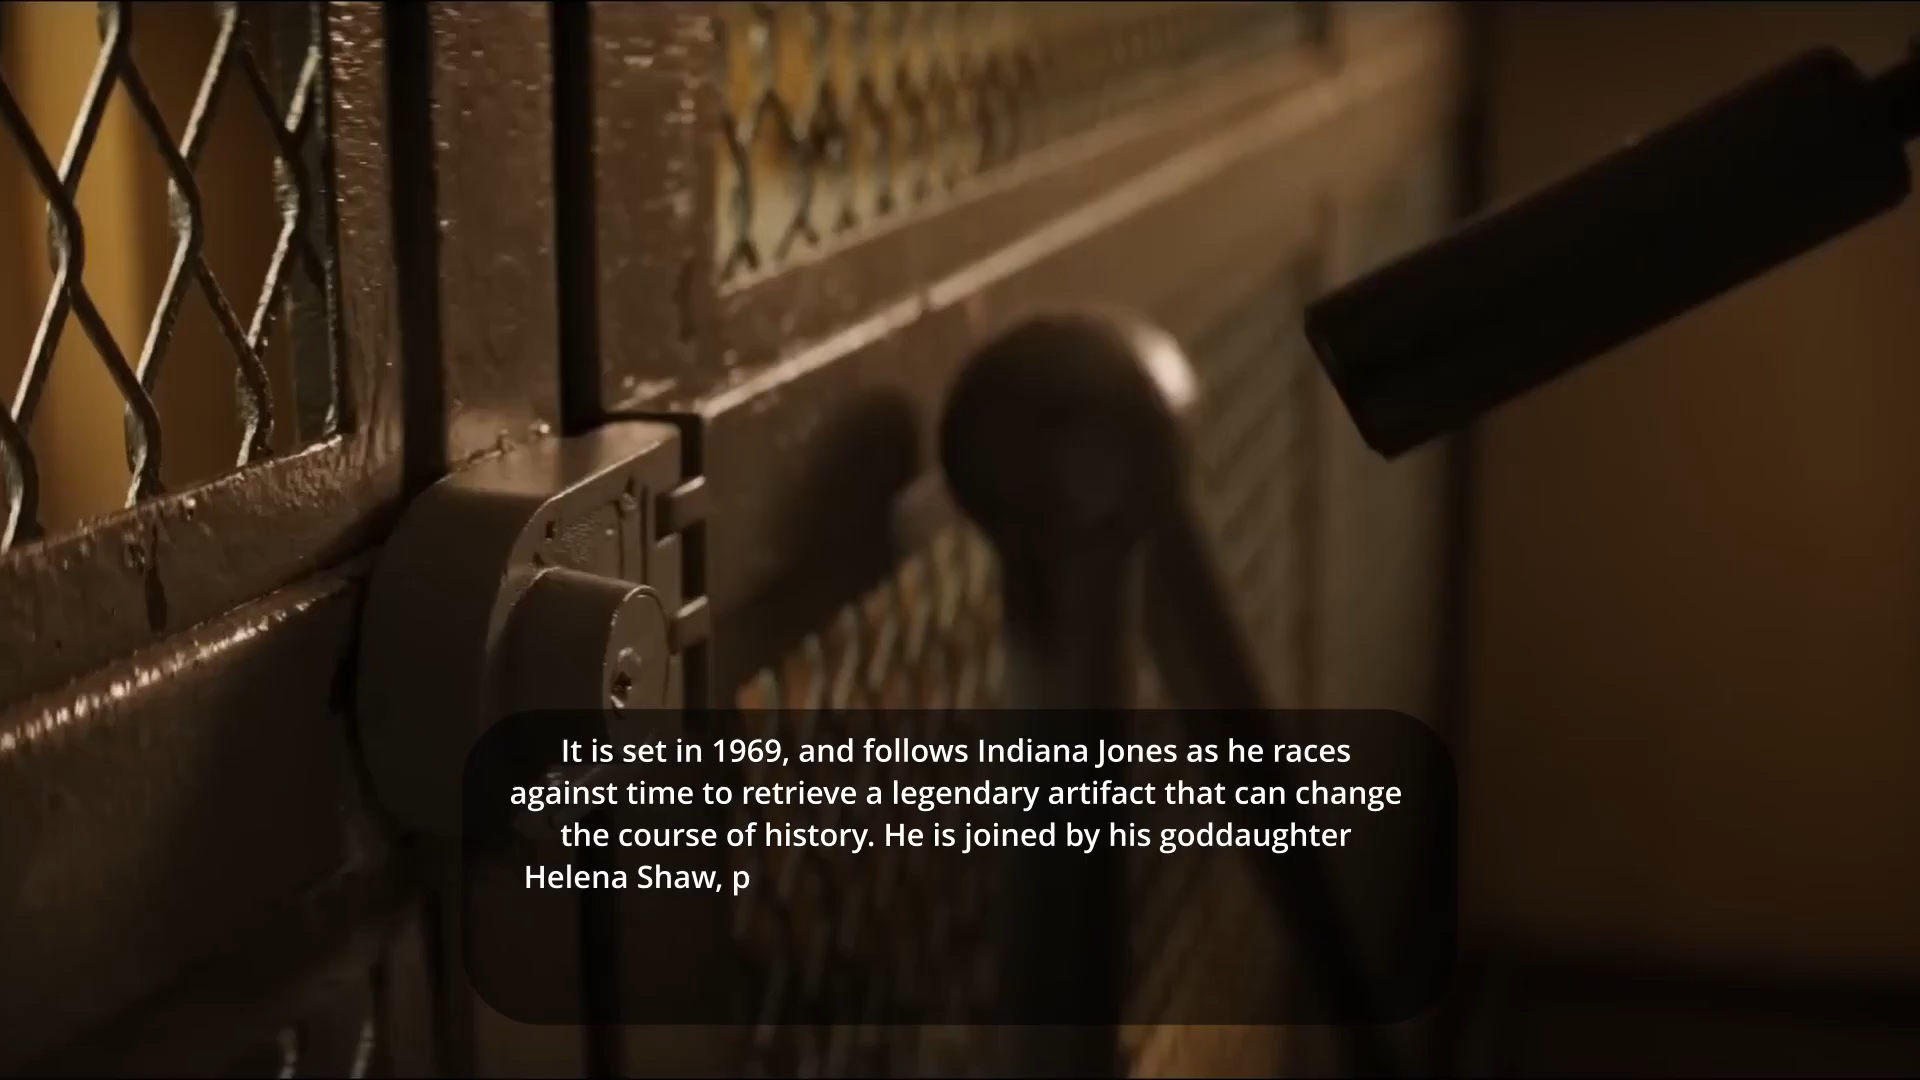 It is set in 1969, and follows Indiana Jones as he races
against time to retrieve a legendary artifact that can change
the course of history. He is joined by his goddaughter
Helena Shaw, p